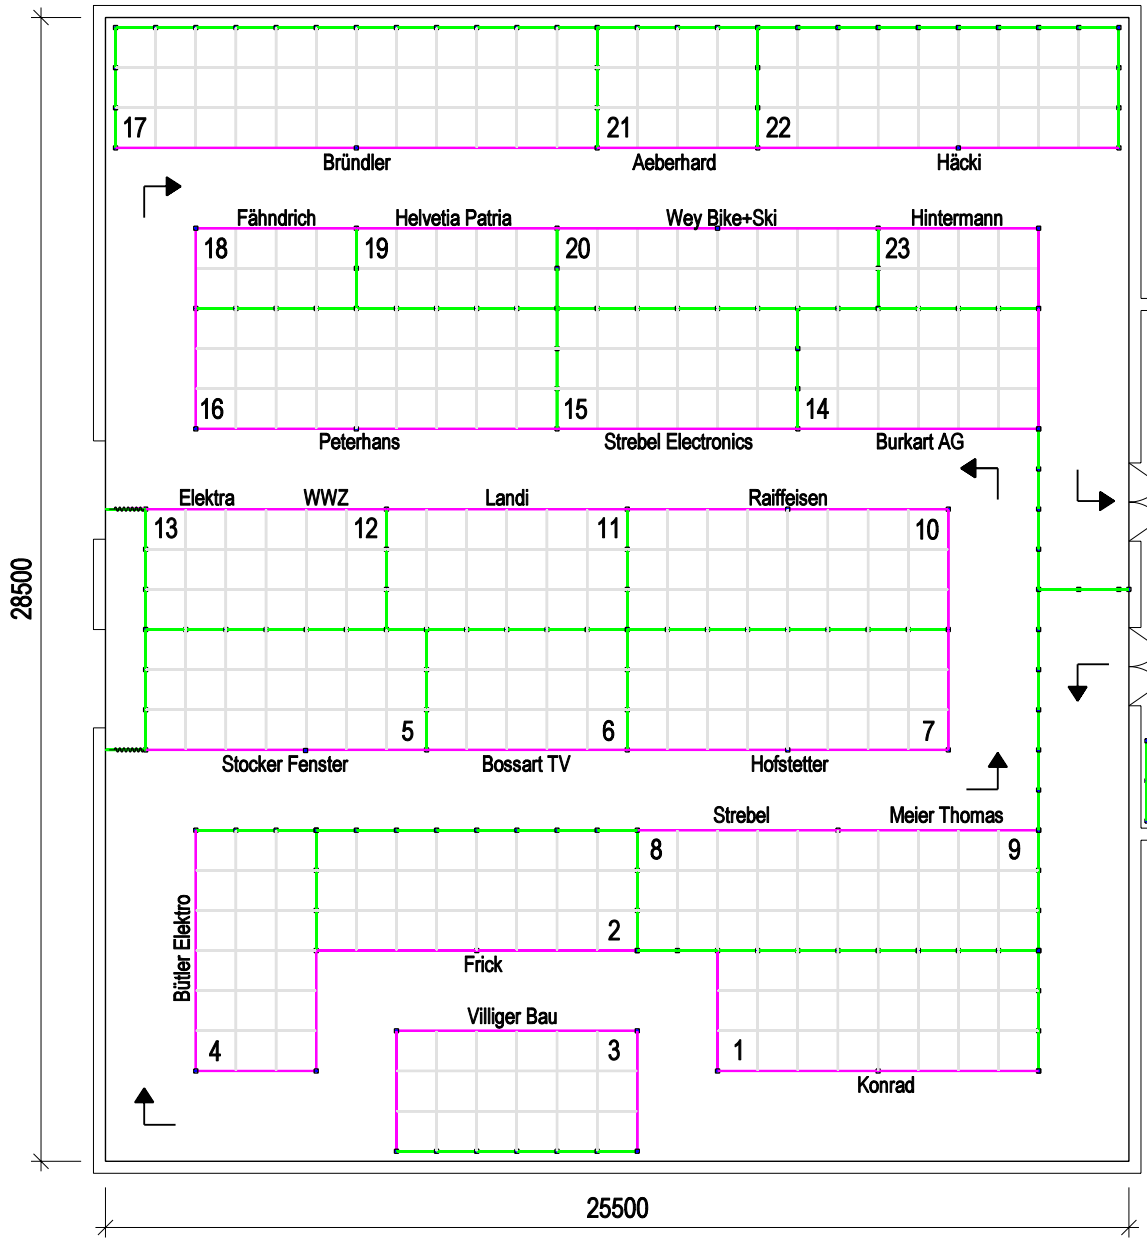 17
21
22
Bründler
Aeberhard
Häcki
Fähndrich
Helvetia Patria
Wey Bike+Ski
Hintermann
18
19
20
23
16
15
14
Peterhans
Strebel Electronics
Burkart AG
Elektra
WWZ
Landi
Raiffeisen
13
12
11
10
28500
5
6
7
Stocker Fenster
Bossart TV
Hofstetter
Strebel
Meier Thomas
8
9
Bütler Elektro
2
Frick
Villiger Bau
4
3
1
Konrad
25500